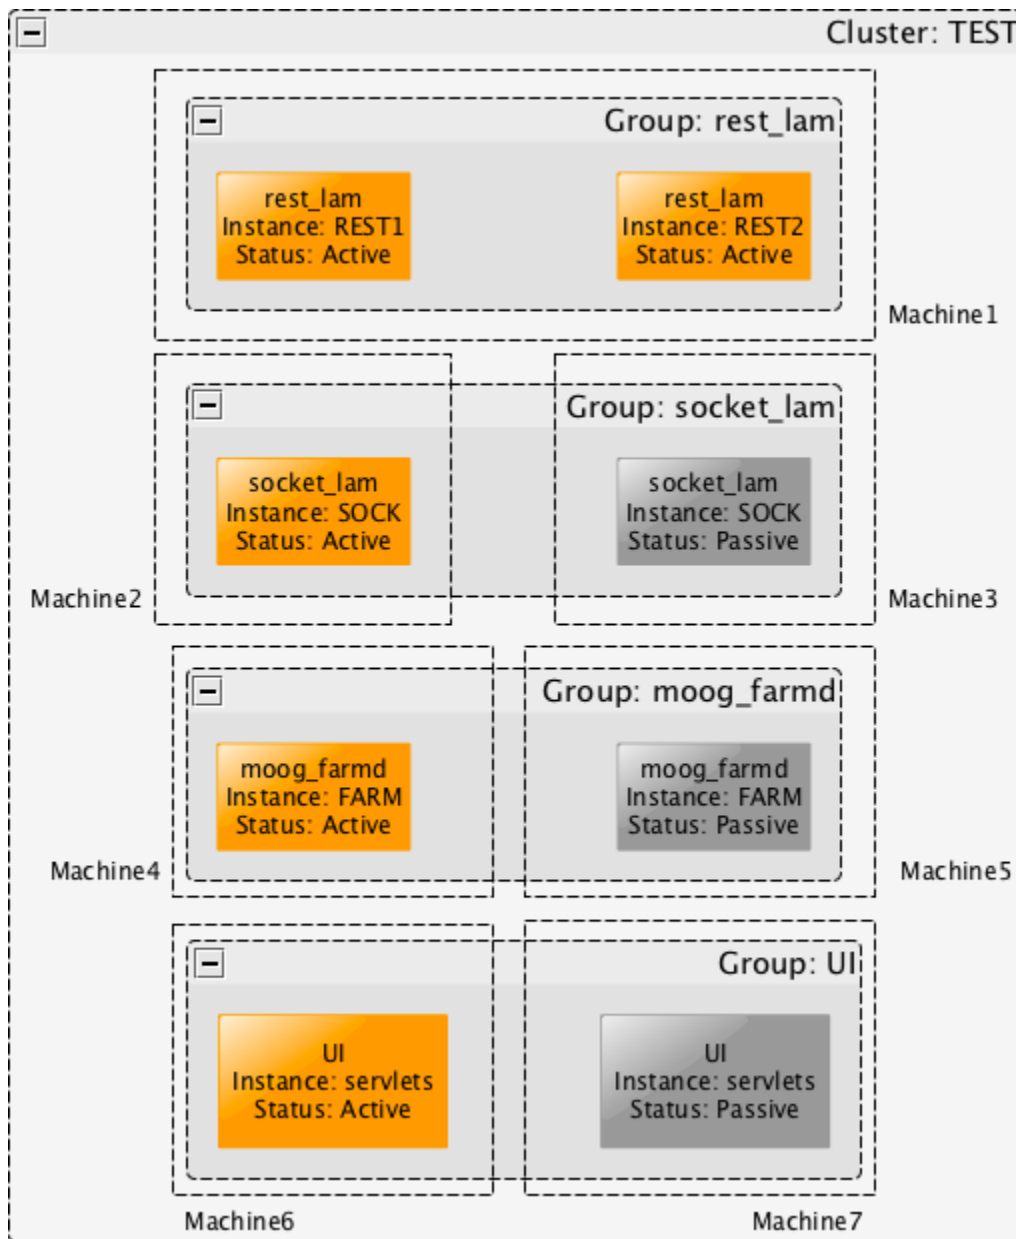 Cluster: TEST
Group: rest_lam
rest_lam
Instance: REST1
Status: Active
rest_lam
Instance: REST2
Status: Active
Machine1
Group: socket_lam
socket_lam
Instance: SOCK
Status: Active
socket_lam
Instance: SOCK
Status: Passive
Machine2
Machine3
Group: moog_farmd
moog_farmd
Instance: FARM
Status: Active
moog_farmd
Instance: FARM
Status: Passive
Machine4
Machine5
Group: UI
UI
Instance: servlets
Status: Active
UI
Instance: servlets
Status: Passive
Machine6
Machine7